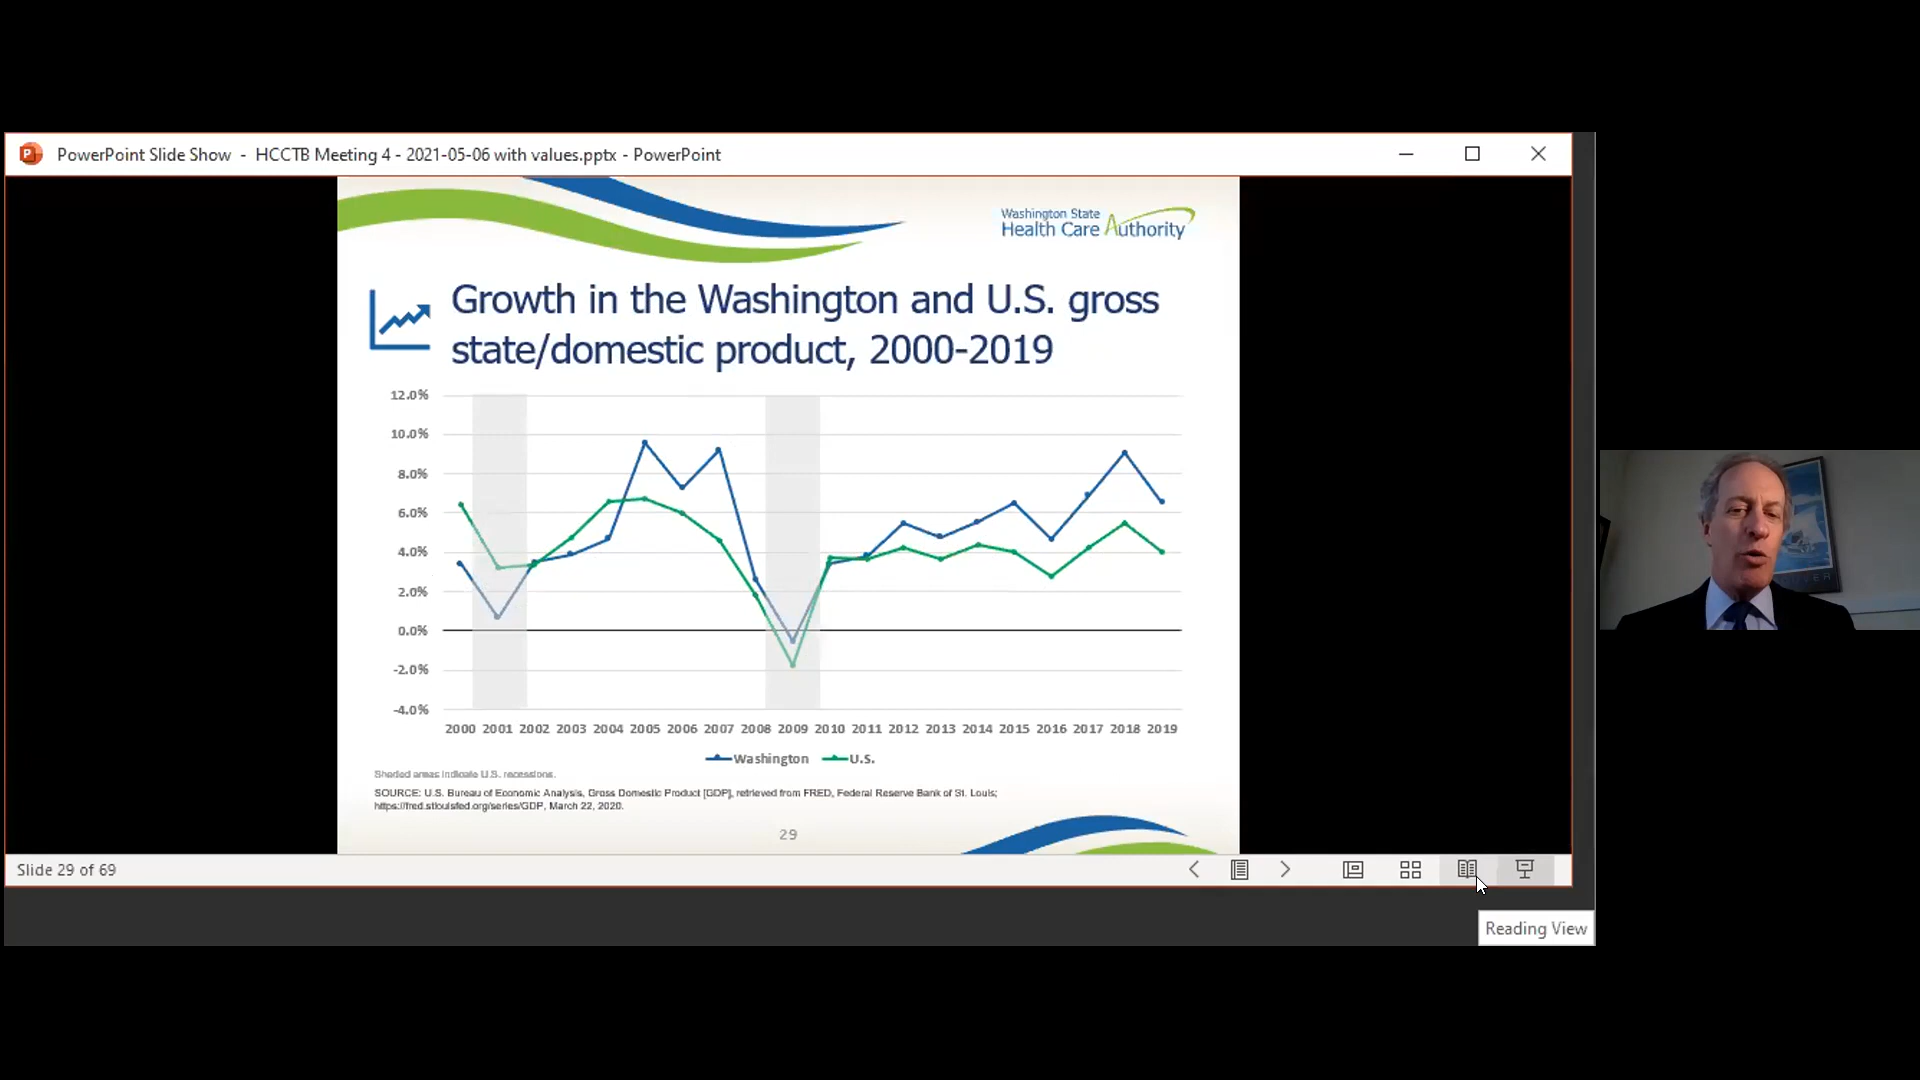 PowerPoint Slide Show - HCCTB Meeting 4 - 2021-05-06 with values.pptx - PowerPoint
Washington State
Health Care Authority
Growth in the Washington and U.S. gross
state/domestic product, 2000-2019
12.0%
10.0%
8.0%
6.0%
4.0%
2.0%
0.0%
-2.0%
-4.0%
2000 2001 2002 2003 2004 2005 2006 2007 2008 2009 2010 2011 2012 2013 2014 2015 2016 2017 2018 2019
Washington U.S.
Shaded areas indicate U.S. recessions.
SOURCE: U.S. Bureau of Economic Analysis, Gross Domestic Product [GDP], retrieved from FRED, Federal Reserve Bank of St. Louis;
https://fred.stlouisfed.org/series/GDP, March 22, 2020.
29
Slide 29 of 69
Reading View